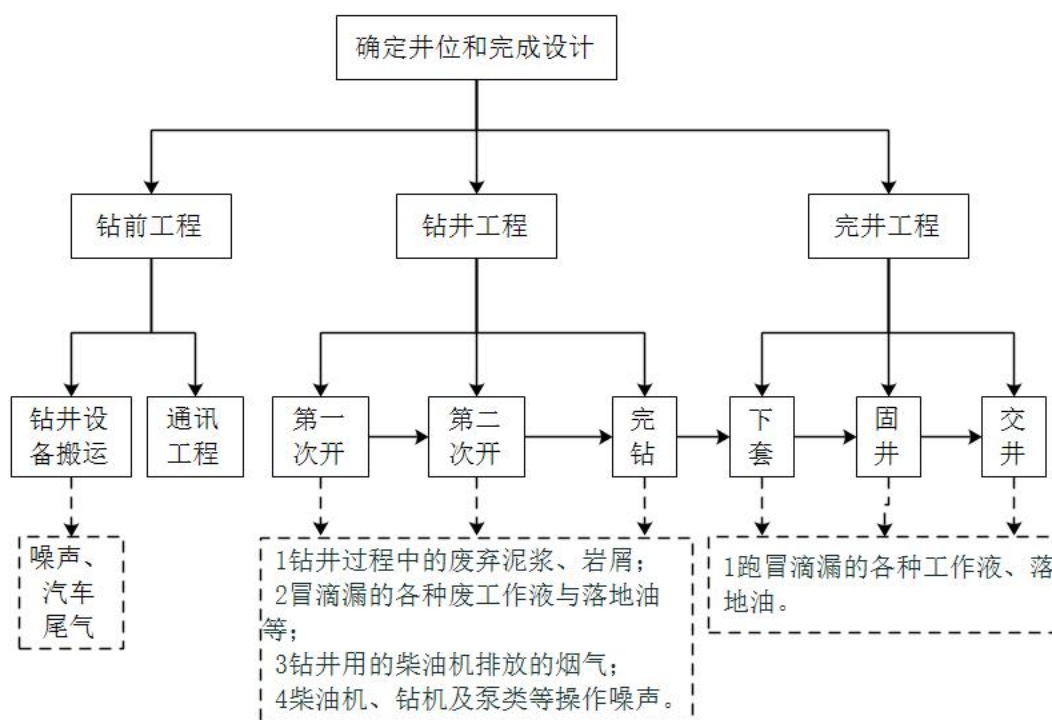 确定井位和完成设计
钻前工程
钻井工程
完井工程
钻井设
备搬运
通讯
工程
第一
次开
第二
次开
完
钻
下
套
固
井
交
井
噪声、
汽车
尾气
1钻井过程中的废弃泥浆、岩屑；
2冒滴漏的各种废工作液与落地油
等；
3钻井用的柴油机排放的烟气；
4柴油机、钻机及泵类等操作噪声。
1跑冒滴漏的各种工作液、落
地油。